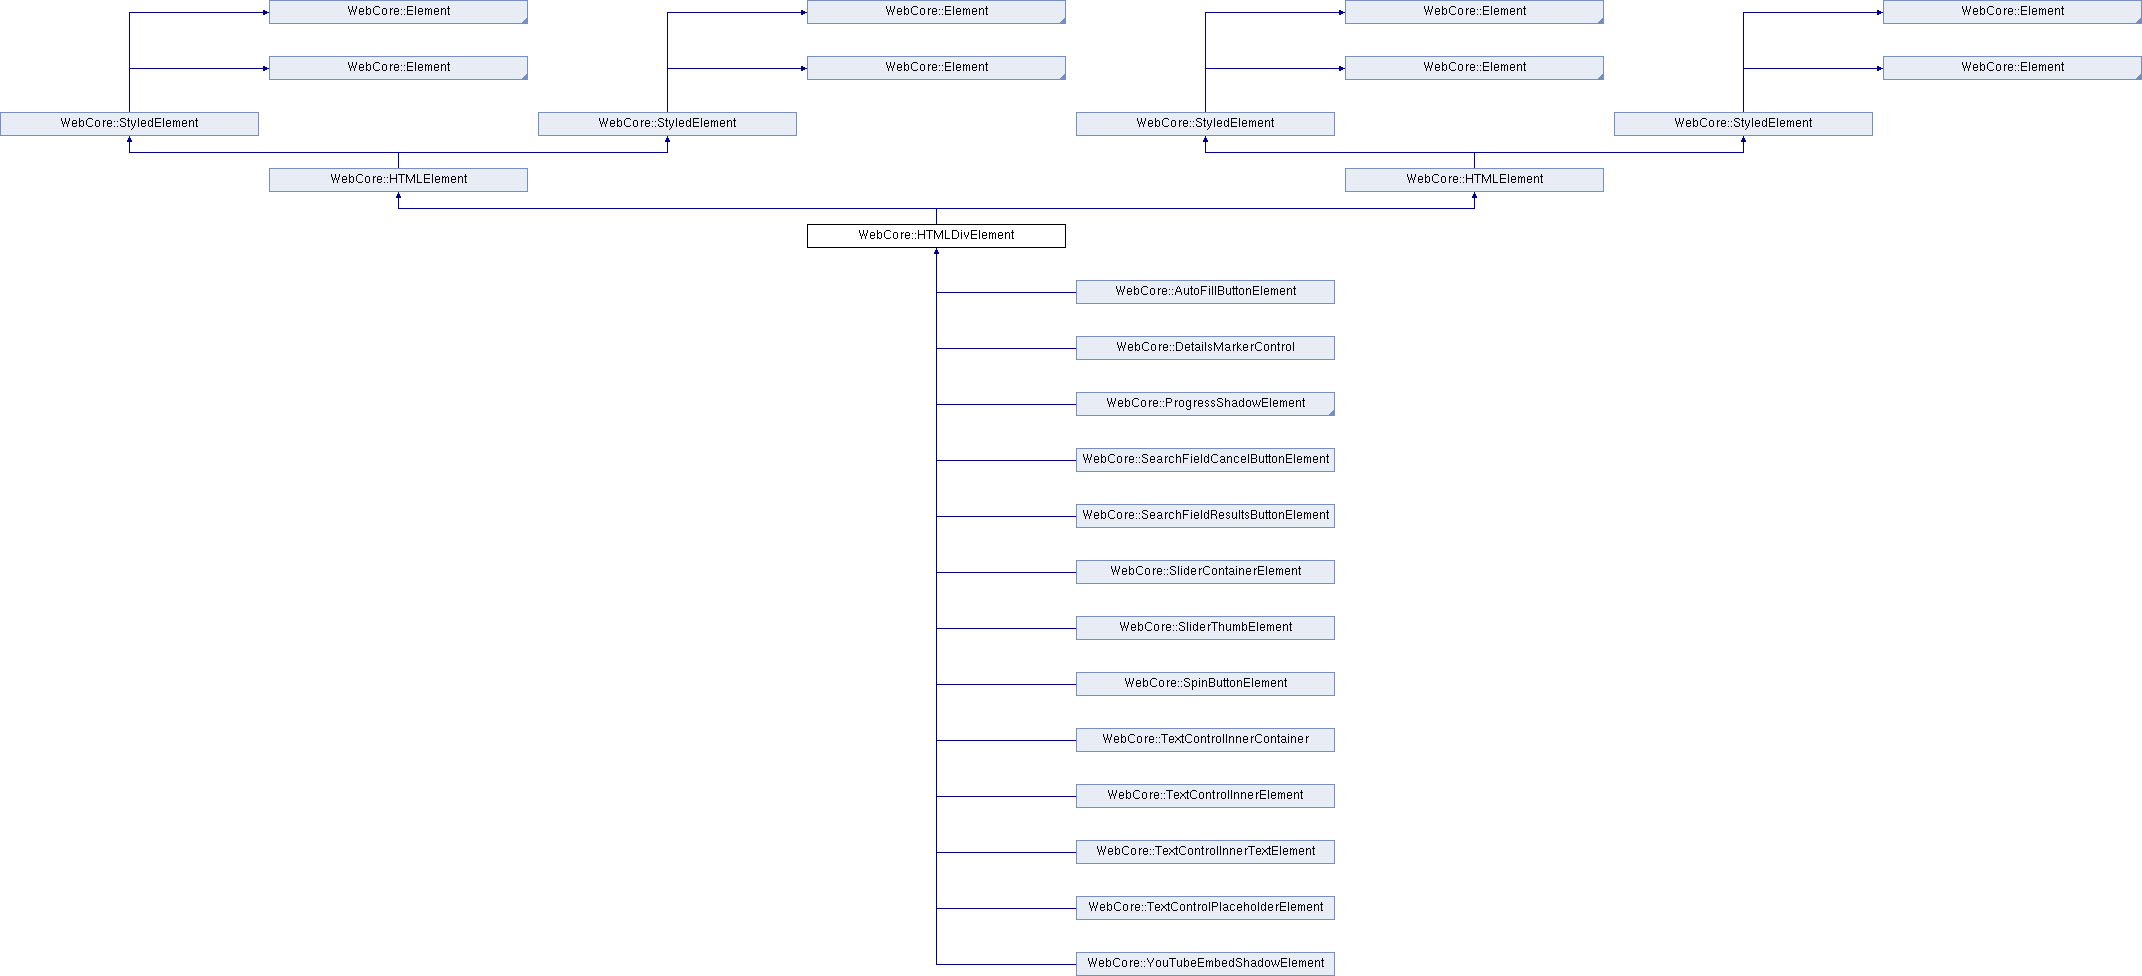 WebCore::Element
WebCore::Element
WebCore::Element
WebCore::Element
WebCore::Element
WebCore::Element
WebCore::Element
WebCore::Element
WebCore::StyledElement
WebCore::StyledElement
WebCore::StyledElement
WebCore::StyledElement
WebCore::HTMLElement
WebCore::HTMLElement
WebCore::HTMLDivElement
WebCore::AutoFillButtonElement
WebCore::DetailsMarkerControl
WebCore::ProgressShadowElement
WebCore::SearchFieldCancelButtonElement
WebCore::SearchFieldResultsButtonElement
WebCore::SliderContainerElement
WebCore::SliderThumbElement
WebCore::SpinButtonElement
WebCore::TextControlInnerContainer
WebCore::TextControlInnerElement
WebCore::TextControlInnerTextElement
WebCore::TextControlPlaceholderElement
WebCore::YouTubeEmbedShadowElement